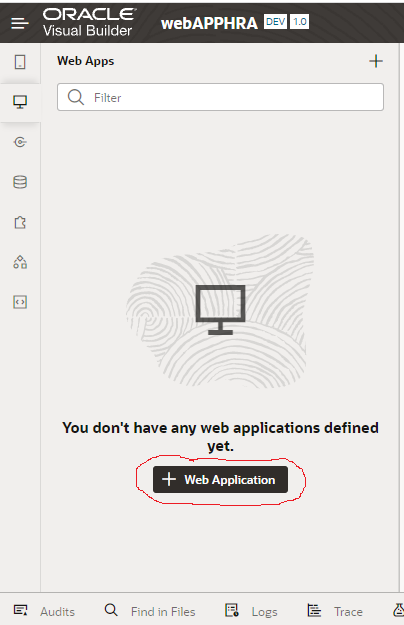 ORACLE
Visual Builder
webAPPHRA DEV 1.0
Web Apps
Filter
You don't have any web applications defined
yet.
Web Application
Audits Find in Files Logs Trace